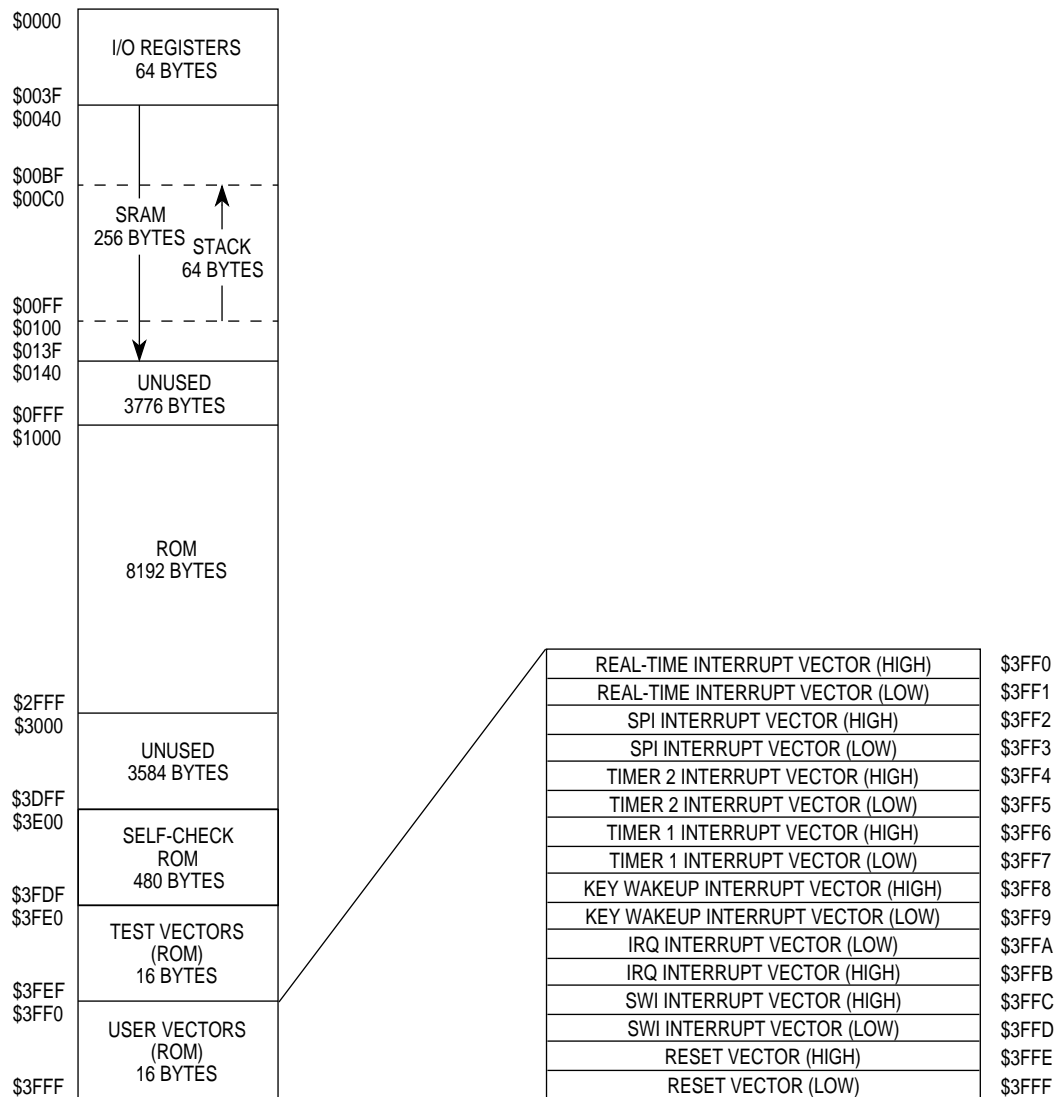 $0000
I/O REGISTERS
64 BYTES
$003F
$0040
$00BF
$00C0
SRAM
256 BYTES
STACK
64 BYTES
$00FF
$0100
$013F
$0140
UNUSED
3776 BYTES
$0FFF
$1000
ROM
8192 BYTES
$2FFF
$3000
UNUSED
3584 BYTES
$3DFF
$3E00
SELF-CHECK
ROM
480 BYTES
$3FDF
$3FE0
TEST VECTORS
(ROM)
16 BYTES
$3FEF
$3FF0
USER VECTORS
(ROM)
16 BYTES
$3FFF
REAL-TIME INTERRUPT VECTOR (HIGH) $3FF0
REAL-TIME INTERRUPT VECTOR (LOW) $3FF1
SPI INTERRUPT VECTOR (HIGH) $3FF2
SPI INTERRUPT VECTOR (LOW) $3FF3
TIMER 2 INTERRUPT VECTOR (HIGH) $3FF4
TIMER 2 INTERRUPT VECTOR (LOW) $3FF5
TIMER 1 INTERRUPT VECTOR (HIGH) $3FF6
TIMER 1 INTERRUPT VECTOR (LOW) $3FF7
KEY WAKEUP INTERRUPT VECTOR (HIGH) $3FF8
KEY WAKEUP INTERRUPT VECTOR (LOW) $3FF9
IRQ INTERRUPT VECTOR (LOW) $3FFA
IRQ INTERRUPT VECTOR (HIGH) $3FFB
SWI INTERRUPT VECTOR (HIGH) $3FFC
SWI INTERRUPT VECTOR (LOW) $3FFD
RESET VECTOR (HIGH) $3FFE
RESET VECTOR (LOW) $3FFF